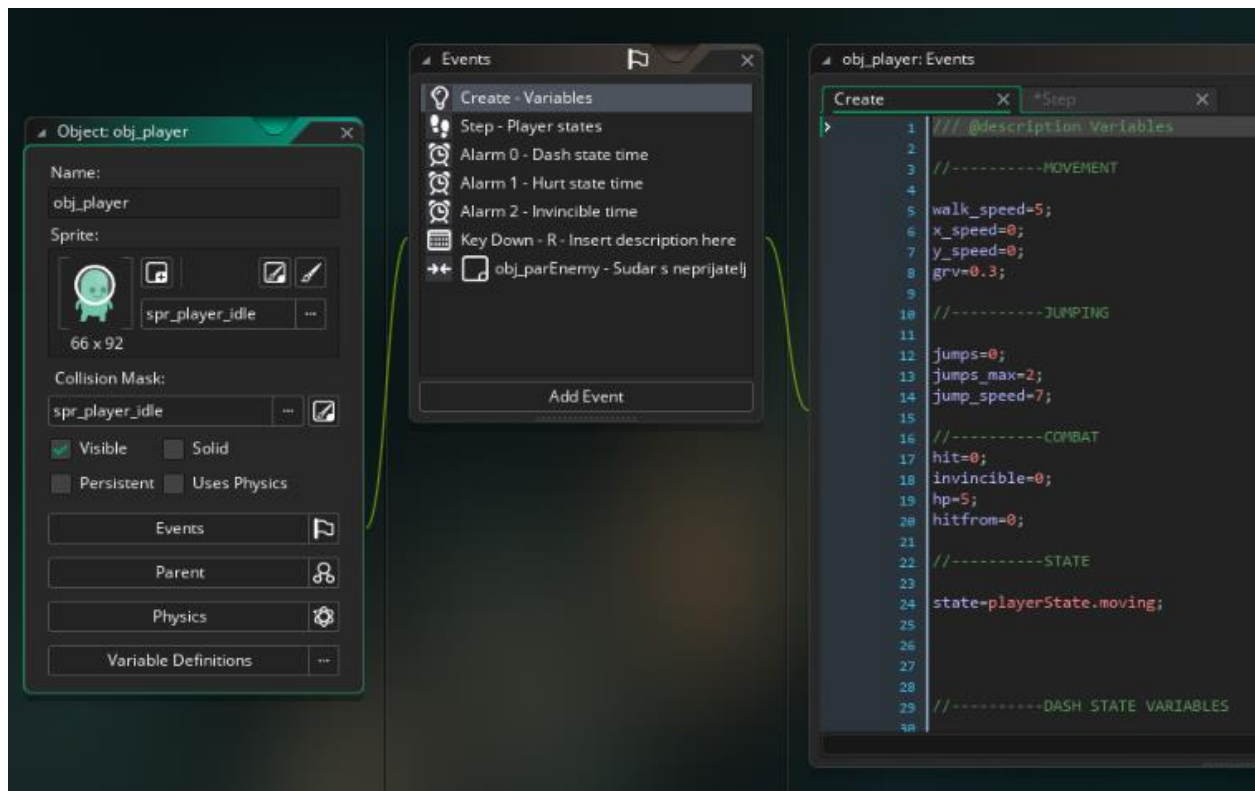 Object: obj_player
Name:
obj_player
Sprite:
spr_player_idle
...
66 x 92
Collision Mask:
spr_player_idle
...
Visible
Solid
Persistent
Uses Physics
Events
Parent
Physics
Variable Definitions
...
Events
Create - Variables
Step - Player states
Alarm 0 - Dash state time
Alarm 1 - Hurt state time
Alarm 2 - Invincible time
Key Down - R - Insert description here
obj_parEnemy - Sudar s neprijatelj
Add Event
obj_player: Events
Create
*Step
1 /// @description Variables
2
3 //----------MOVEMENT
4
5 walk_speed=5;
6 x_speed=0;
7 y_speed=0;
8 grv=0.3;
9
10 //----------JUMPING
11
12 jumps=0;
13 jumps_max=2;
14 jump_speed=7;
15
16 //----------COMBAT
17 hit=0;
18 invincible=0;
19 hp=5;
20 hitfrom=0;
21
22 //----------STATE
23
24 state=playerState.moving;
25
26
27
28
29 //----------DASH STATE VARIABLES
30